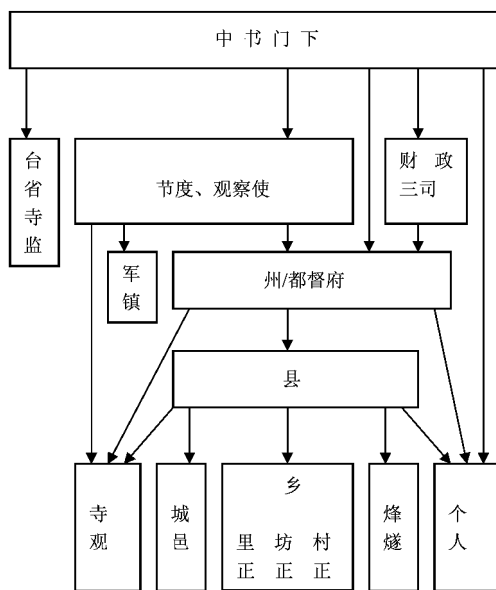 中书门下
台省寺监
节度、观察使
财政
三司
军镇
州/都督府
县
寺观
城邑
乡
里正 坊正 村正
烽燧
个人